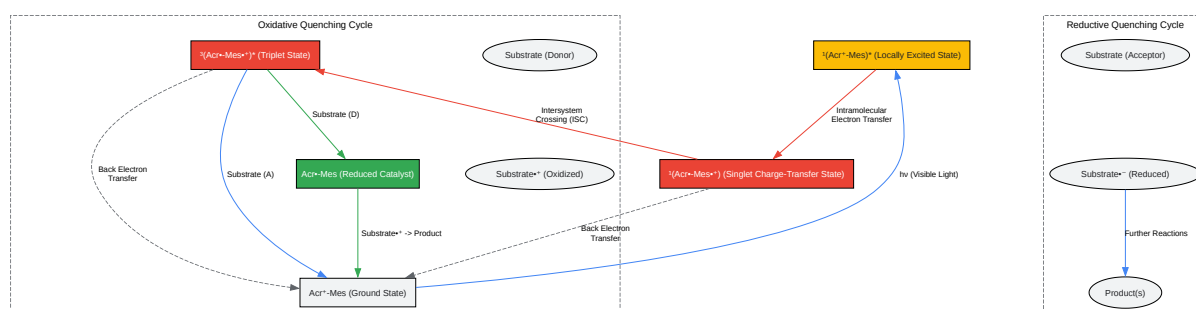 Oxidative Quenching Cycle
Reductive Quenching Cycle
³(Acr•-Mes•⁺)* (Triplet State)
Substrate (Donor)
¹(Acr⁺-Mes)* (Locally Excited State)
Substrate (Acceptor)
Substrate (D)
Intersystem
Crossing (ISC)
Intramolecular
Electron Transfer
Back Electron
Transfer
Substrate (A)
Acr•-Mes (Reduced Catalyst)
Substrate•⁺ (Oxidized)
¹(Acr•-Mes•⁺) (Singlet Charge-Transfer State)
hν (Visible Light)
Substrate•⁻ (Reduced)
Substrate•⁺ -> Product
Back Electron
Transfer
Further Reactions
Acr⁺-Mes (Ground State)
Product(s)